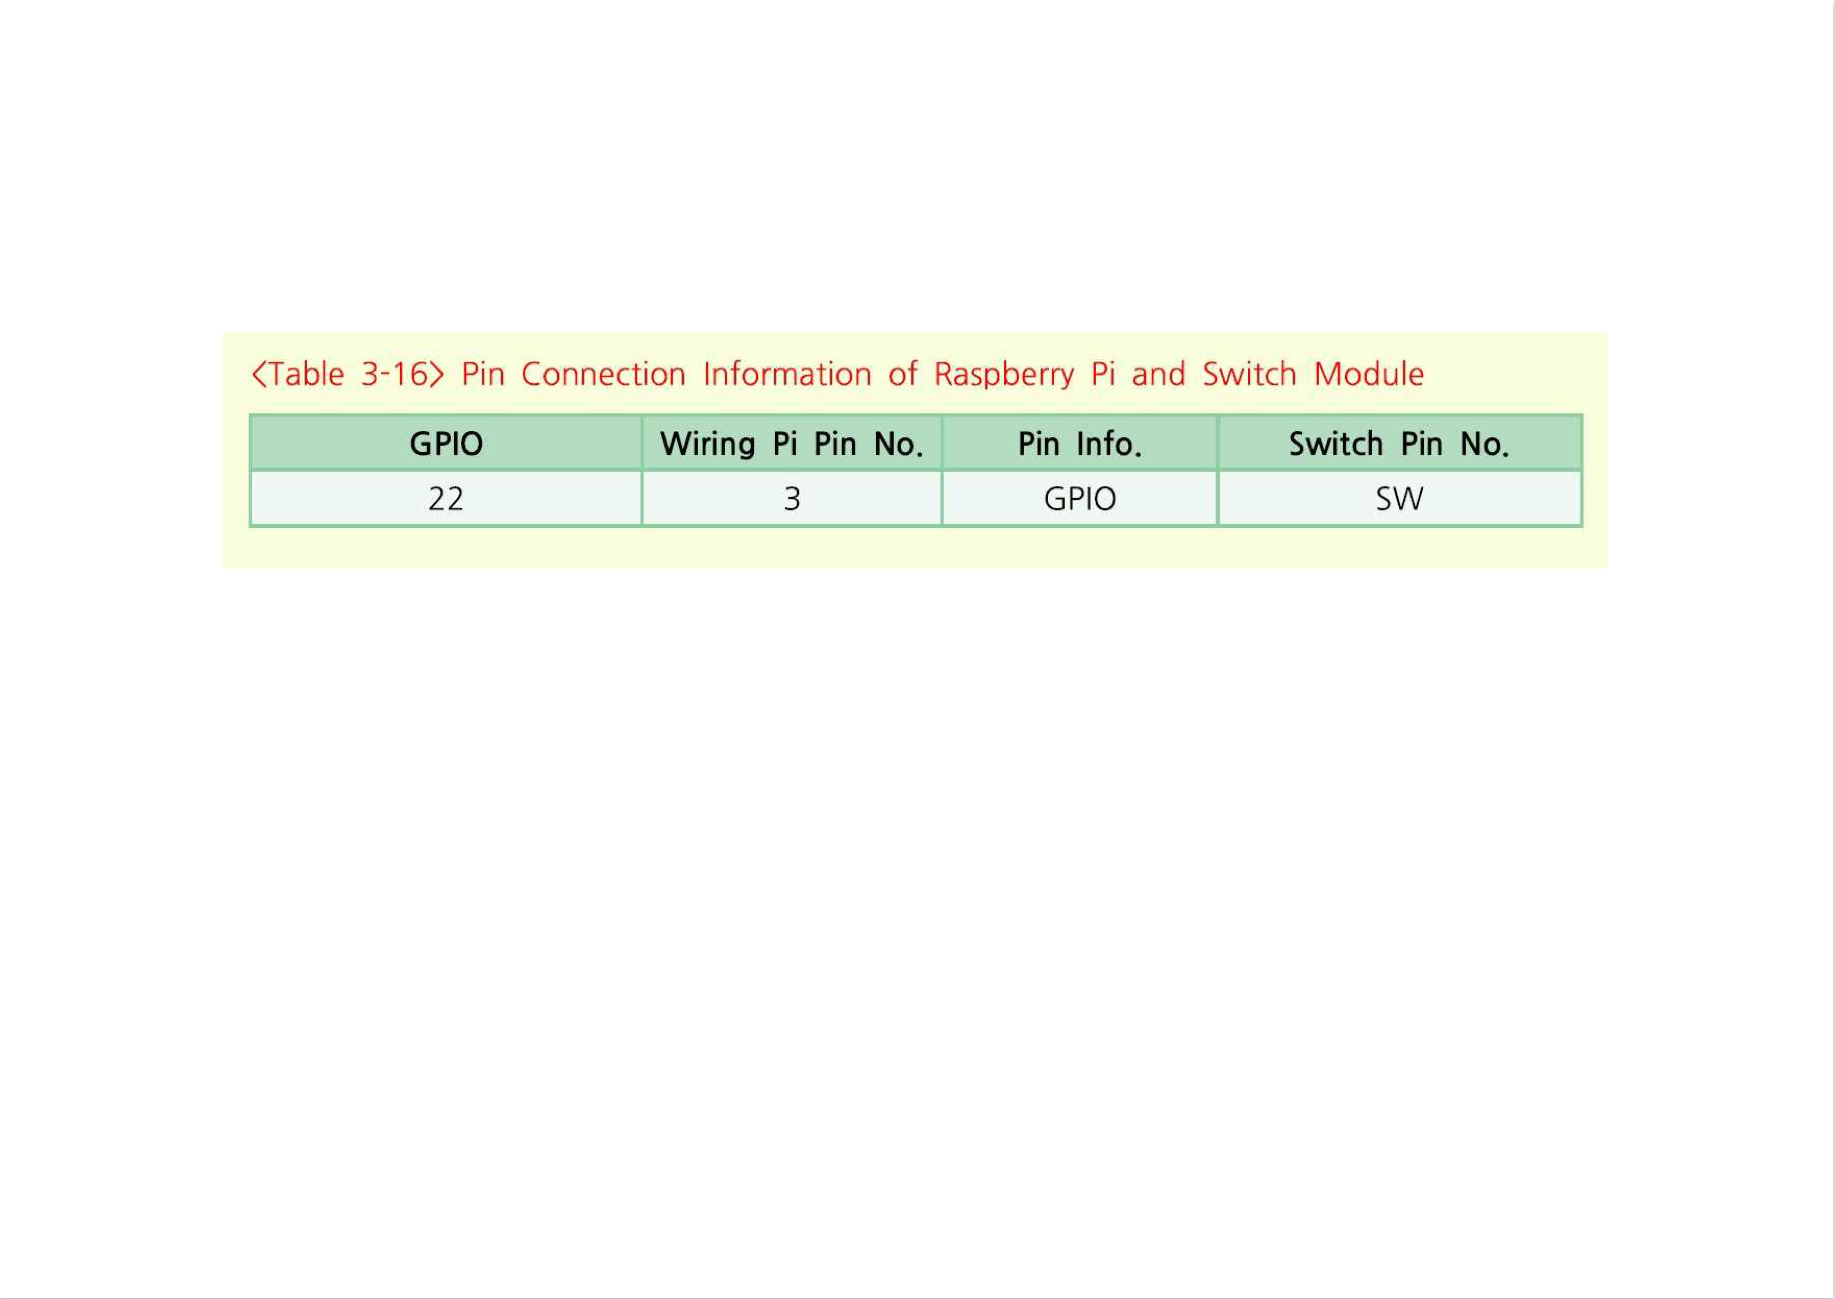 <Table 3-16> Pin Connection Information of Raspberry Pi and Switch Module
GPIO Wiring Pi Pin No. Pin Info. Switch Pin No.
22 3 GPIO SW